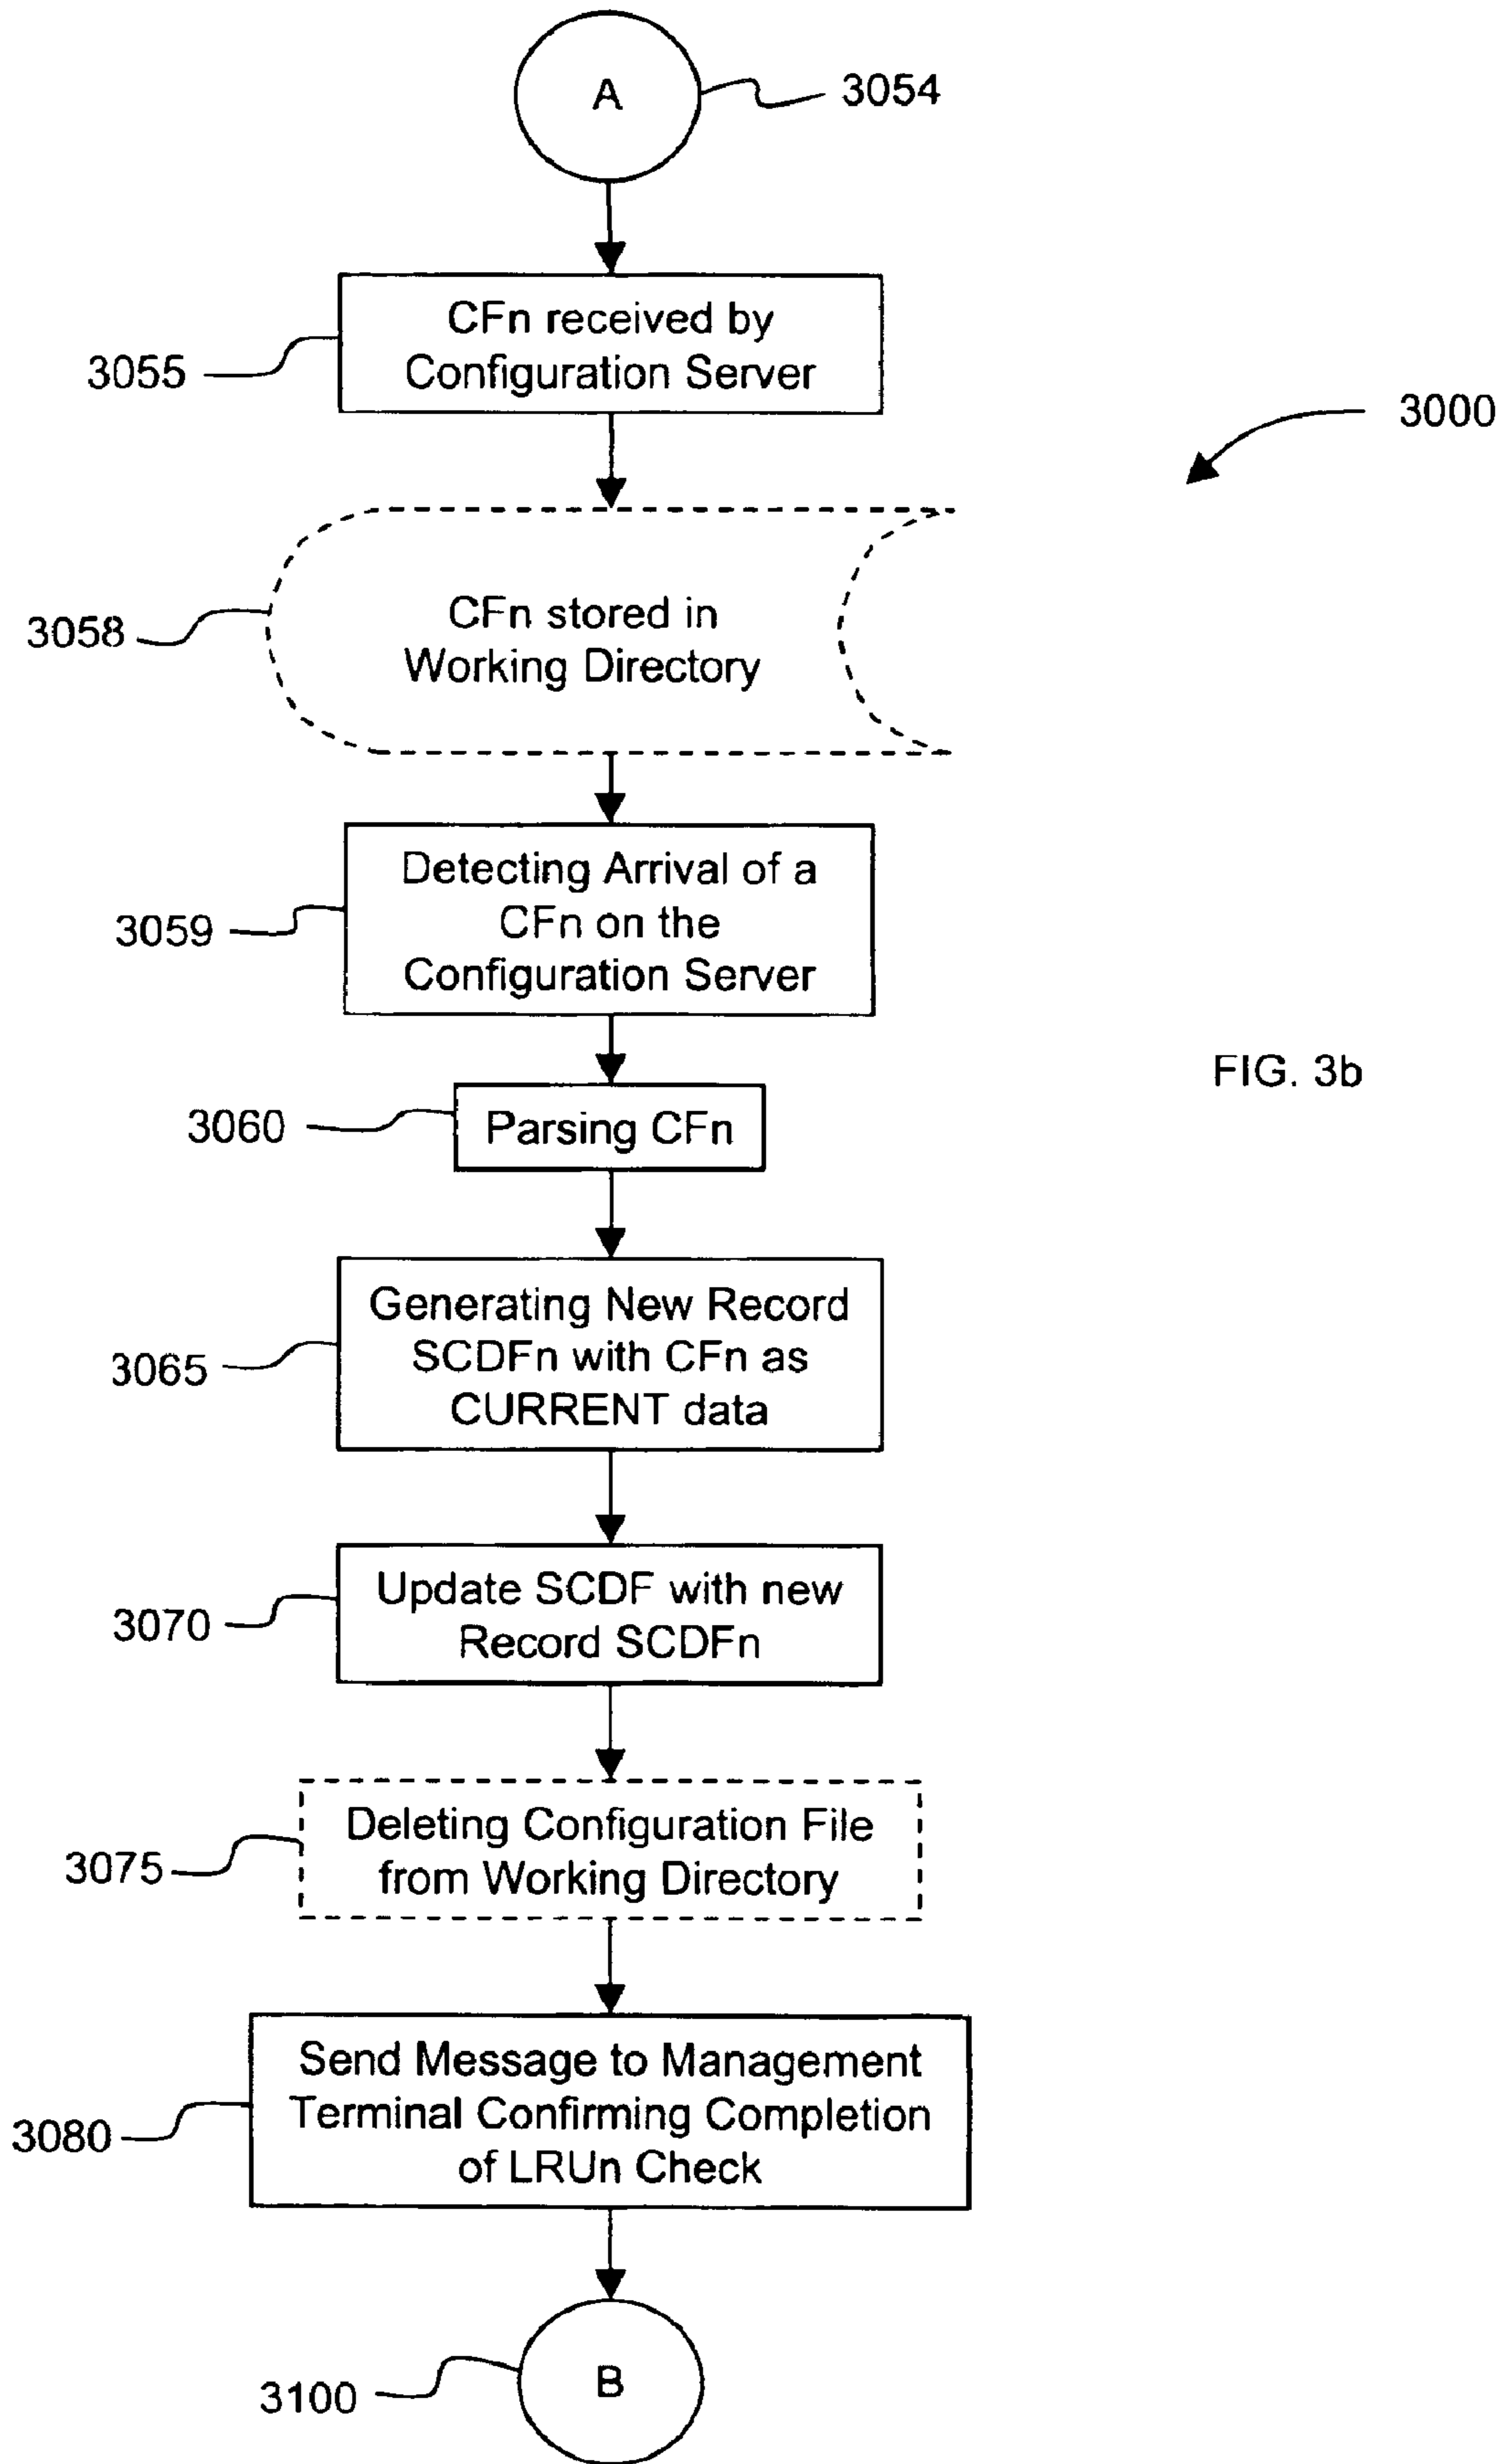 A
3054
CFn received by
Configuration Server
3055
3000
CFn stored in
Working Directory
3058
Detecting Arrival of a
CFn on the
Configuration Server
3059
FIG. 3b
Parsing CFn
3060
Generating New Record
SCDFn with CFn as
CURRENT data
3065
Update SCDF with new
Record SCDFn
3070
Deleting Configuration File
from Working Directory
3075
Send Message to Management
Terminal Confirming Completion
of LRUn Check
3080
B
3100